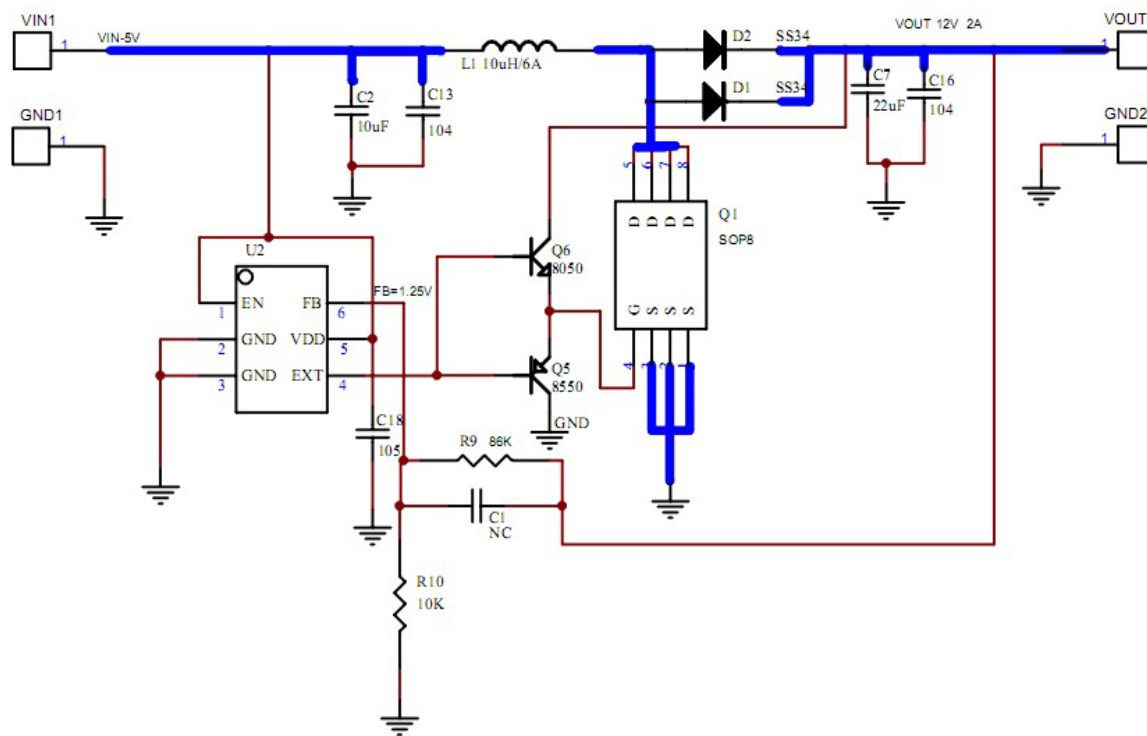 VIN1
1
VIN-5V
GND1
1
L1 10uH/6A
C2
10uF
C13
104
D2
SS34
D1
SS34
VOUT 12V 2A
VOUT
1
C7
22uF
C16
104
GND2
1
5
6
7
8
D
D
D
D
Q1
SOP8
G
S
S
S
4
3
2
1
U2
EN
FB
GND
VDD
GND
EXT
1
2
3
6
5
4
FB=1.25V
Q6
8050
Q5
8550
GND
C18
105
R9
86K
C1
NC
R10
10K